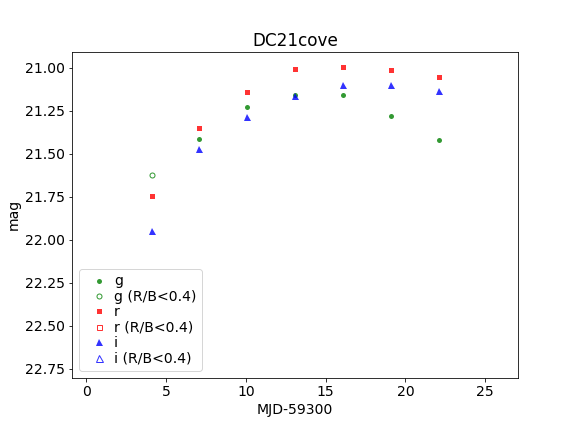 DC21cove
21.00
21.25
21.50
21.75
22.00
22.25
22.50
22.75
mag
g
g (R/B<0.4)
r
r (R/B<0.4)
i
i (R/B<0.4)
0 5 10 15 20 25
MJD-59300